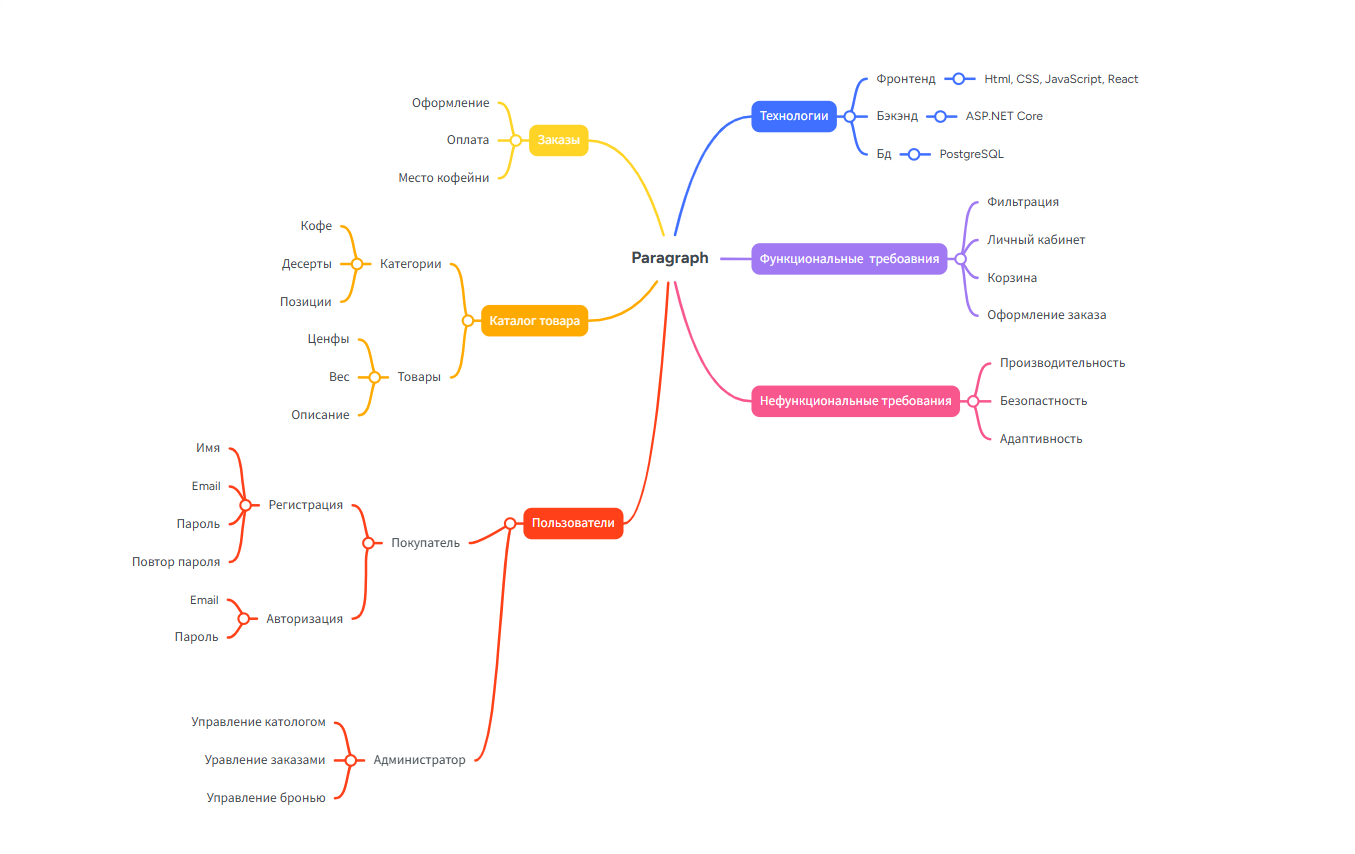 Paragraph
Технологии
Фронтенд
Html, CSS, JavaScript, React
Бэкэнд
ASP.NET Core
Бд
PostgreSQL
Функциональные требоавния
Фильтрация
Личный кабинет
Корзина
Оформление заказа
Нефункциональные требования
Производительность
Безопастность
Адаптивность
Заказы
Оформление
Оплата
Место кофейни
Каталог товара
Категории
Кофе
Десерты
Позиции
Товары
Ценфы
Вес
Описание
Пользователи
Покупатель
Регистрация
Имя
Email
Пароль
Повтор пароля
Авторизация
Email
Пароль
Администратор
Управление катологом
Уравление заказами
Управление бронью